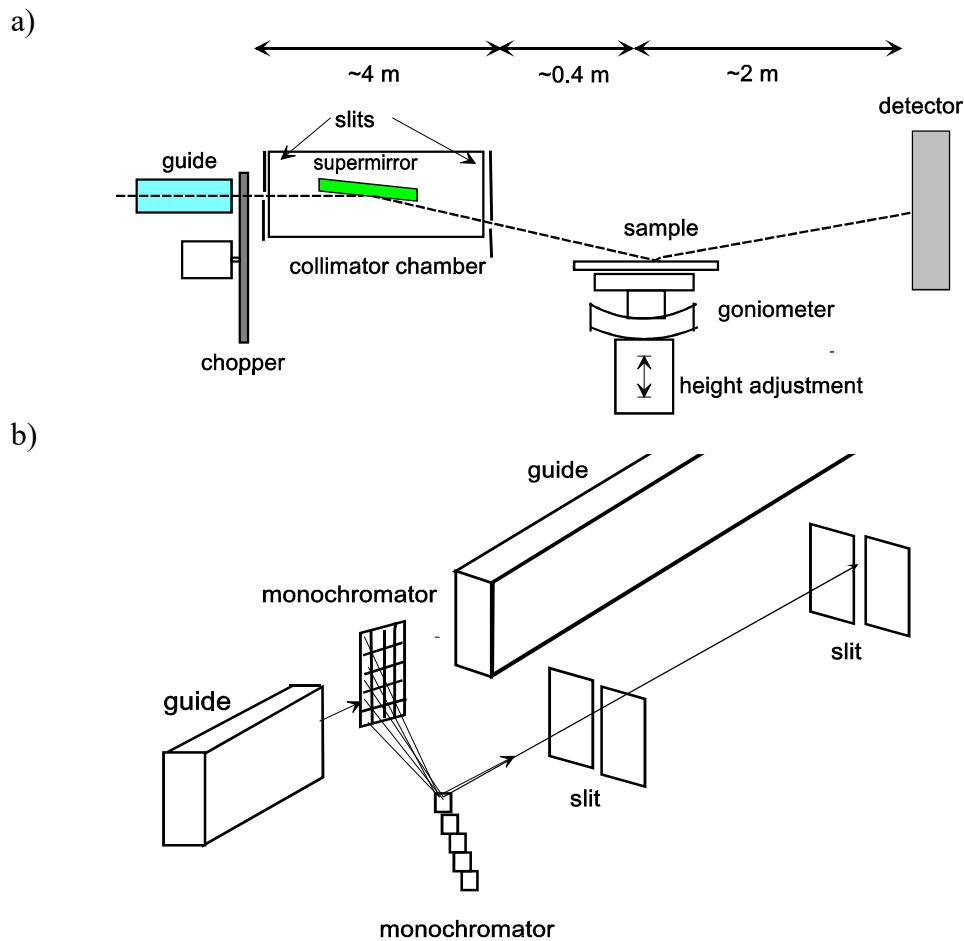 a)
~4 m
~0.4 m
~2 m
detector
slits
guide
supermirror
sample
collimator chamber
goniometer
chopper
height adjustment
b)
guide
monochromator
guide
slit
slit
monochromator